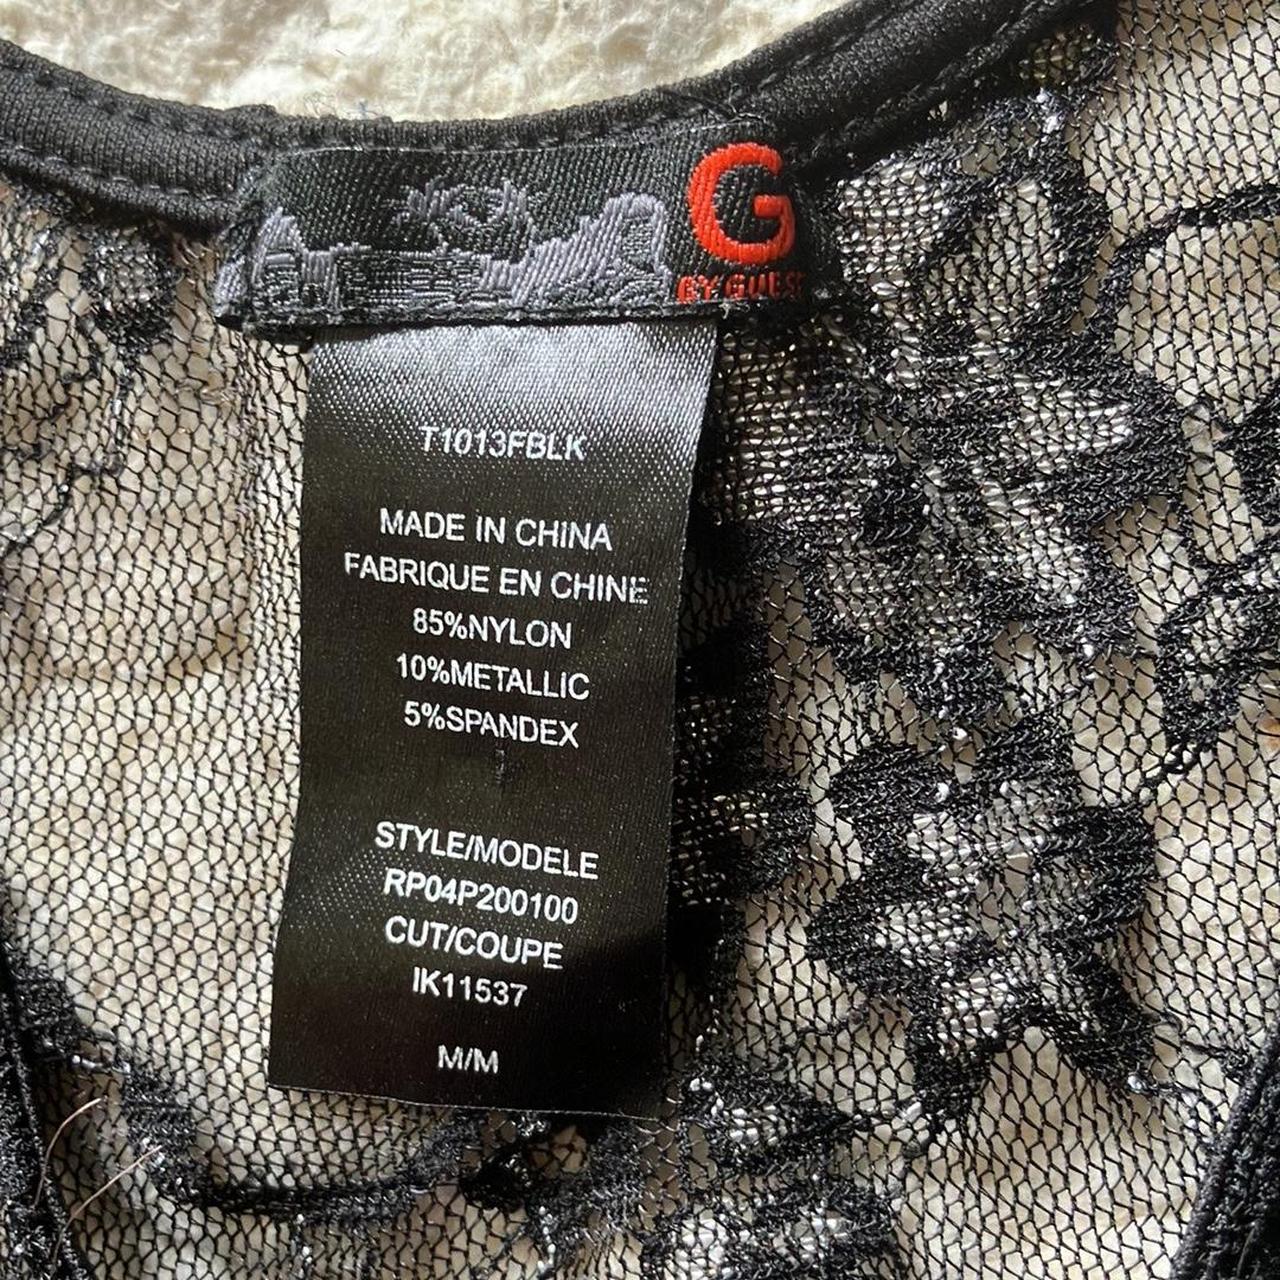 G
BY GUESS
T1013FBLK
MADE IN CHINA
FABRIQUE EN CHINE
85%NYLON
10%METALLIC
5%SPANDEX
STYLE/MODELE
RP04P200100
CUT/COUPE
IK11537
M/M